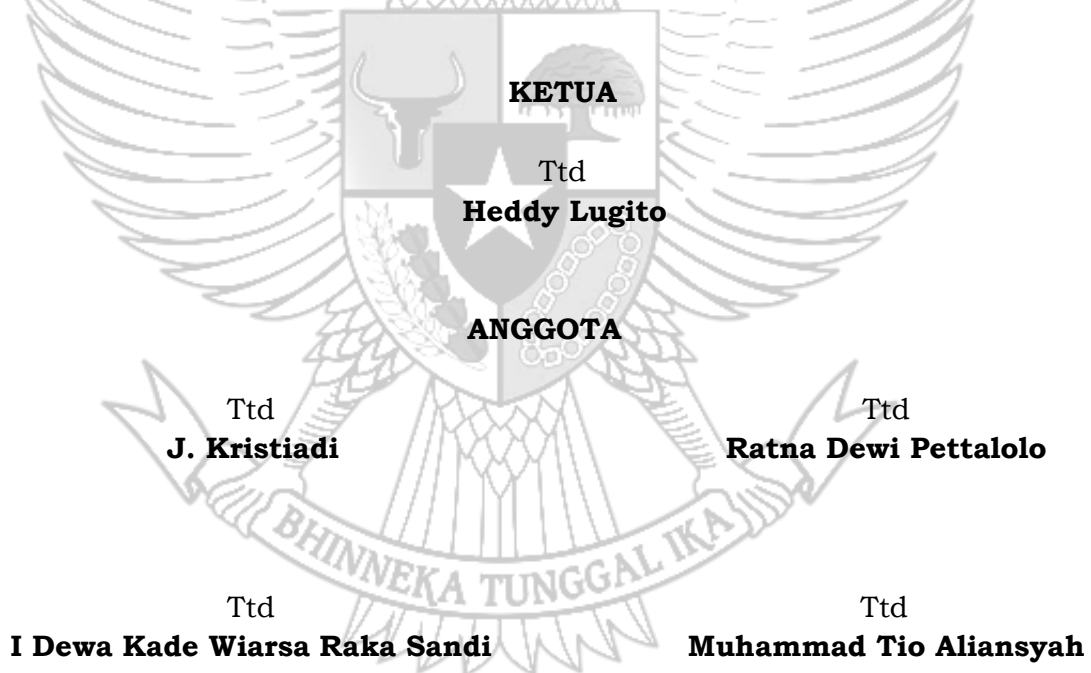 KETUA
Ttd
Heddy Lugito
ANGGOTA
Ttd
J. Kristiadi
Ttd
Ratna Dewi Pettalolo
BHINNEKA TUNGGAL IKA
Ttd
I Dewa Kade Wiarsa Raka Sandi
Ttd
Muhammad Tio Aliansyah